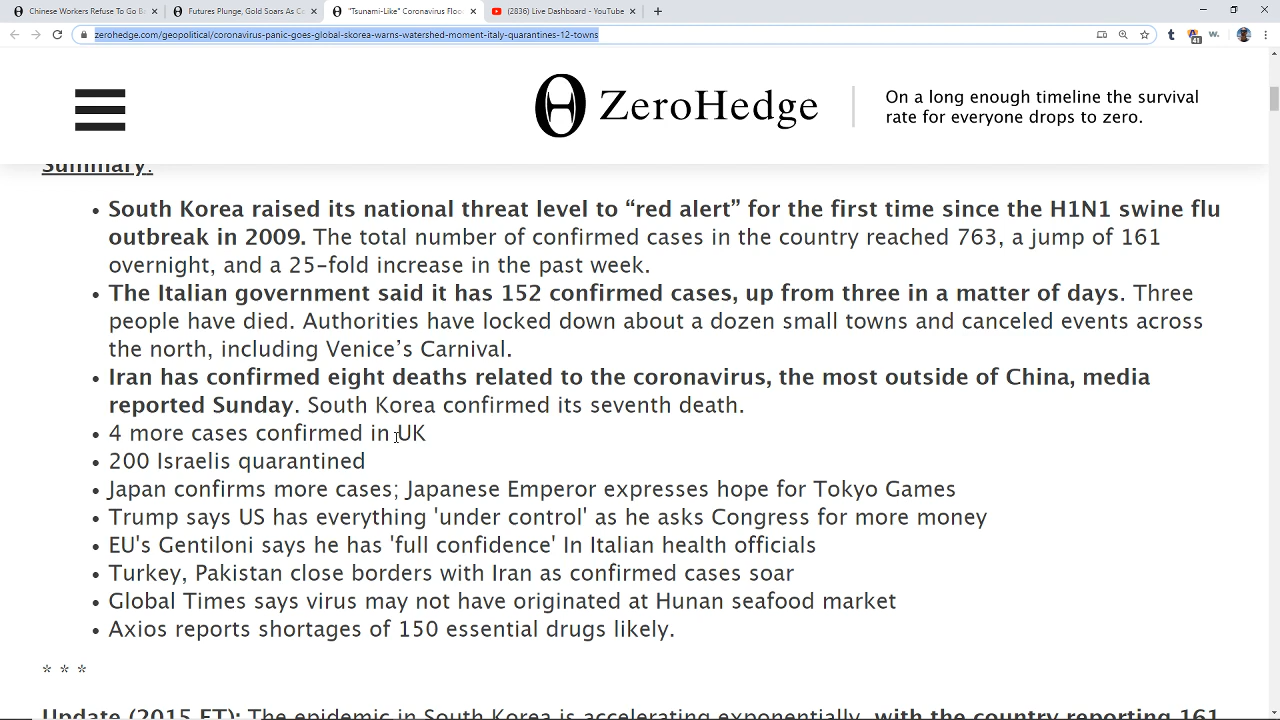 Chinese Workers Refuse To Go B
Futures Plunge, Gold Soars As C
"Tsunami-Like" Coronavirus Floo
(2836) Live Dashboard - YouTube
zerohedge.com/geopolitical/coronavirus-panic-goes-global-skorea-warns-watershed-moment-italy-quarantines-12-towns
41
ZeroHedge
On a long enough timeline the survival
rate for everyone drops to zero.
Summary:
South Korea raised its national threat level to “red alert” for the first time since the H1N1 swine flu
outbreak in 2009. The total number of confirmed cases in the country reached 763, a jump of 161
overnight, and a 25-fold increase in the past week.
The Italian government said it has 152 confirmed cases, up from three in a matter of days. Three
people have died. Authorities have locked down about a dozen small towns and canceled events across
the north, including Venice’s Carnival.
Iran has confirmed eight deaths related to the coronavirus, the most outside of China, media
reported Sunday. South Korea confirmed its seventh death.
4 more cases confirmed in UK
200 Israelis quarantined
Japan confirms more cases; Japanese Emperor expresses hope for Tokyo Games
Trump says US has everything 'under control' as he asks Congress for more money
EU's Gentiloni says he has 'full confidence' In Italian health officials
Turkey, Pakistan close borders with Iran as confirmed cases soar
Global Times says virus may not have originated at Hunan seafood market
Axios reports shortages of 150 essential drugs likely.
* * *
Update (2015 ET): The epidemic in South Korea is accelerating exponentially, with the country reporting 161